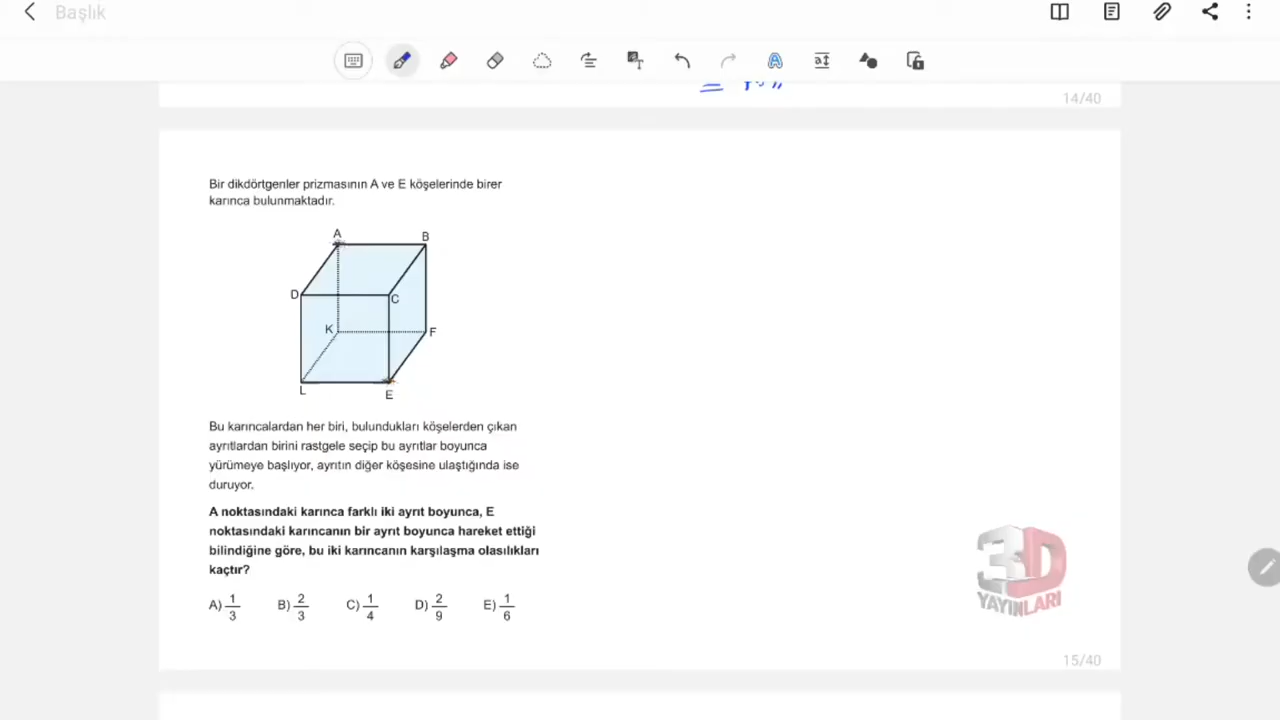 Başlık
14/40
Bir dikdörtgenler prizmasının A ve E köşelerinde birer
karınca bulunmaktadır.
A
B
D
C
K
F
L
E
Bu karıncalardan her biri, bulundukları köşelerden çıkan
ayrıtlardan birini rastgele seçip bu ayrıtlar boyunca
yürümeye başlıyor, ayrıtın diğer köşesine ulaştığında ise
duruyor.
A noktasındaki karınca farklı iki ayrıt boyunca, E
noktasındaki karıncanın bir ayrıt boyunca hareket ettiği
bilindiğine göre, bu iki karıncanın karşılaşma olasılıkları
kaçtır?
A) 1/3 B) 2/3 C) 1/4 D) 2/9 E) 1/6
3D
YAYINLARI
15/40